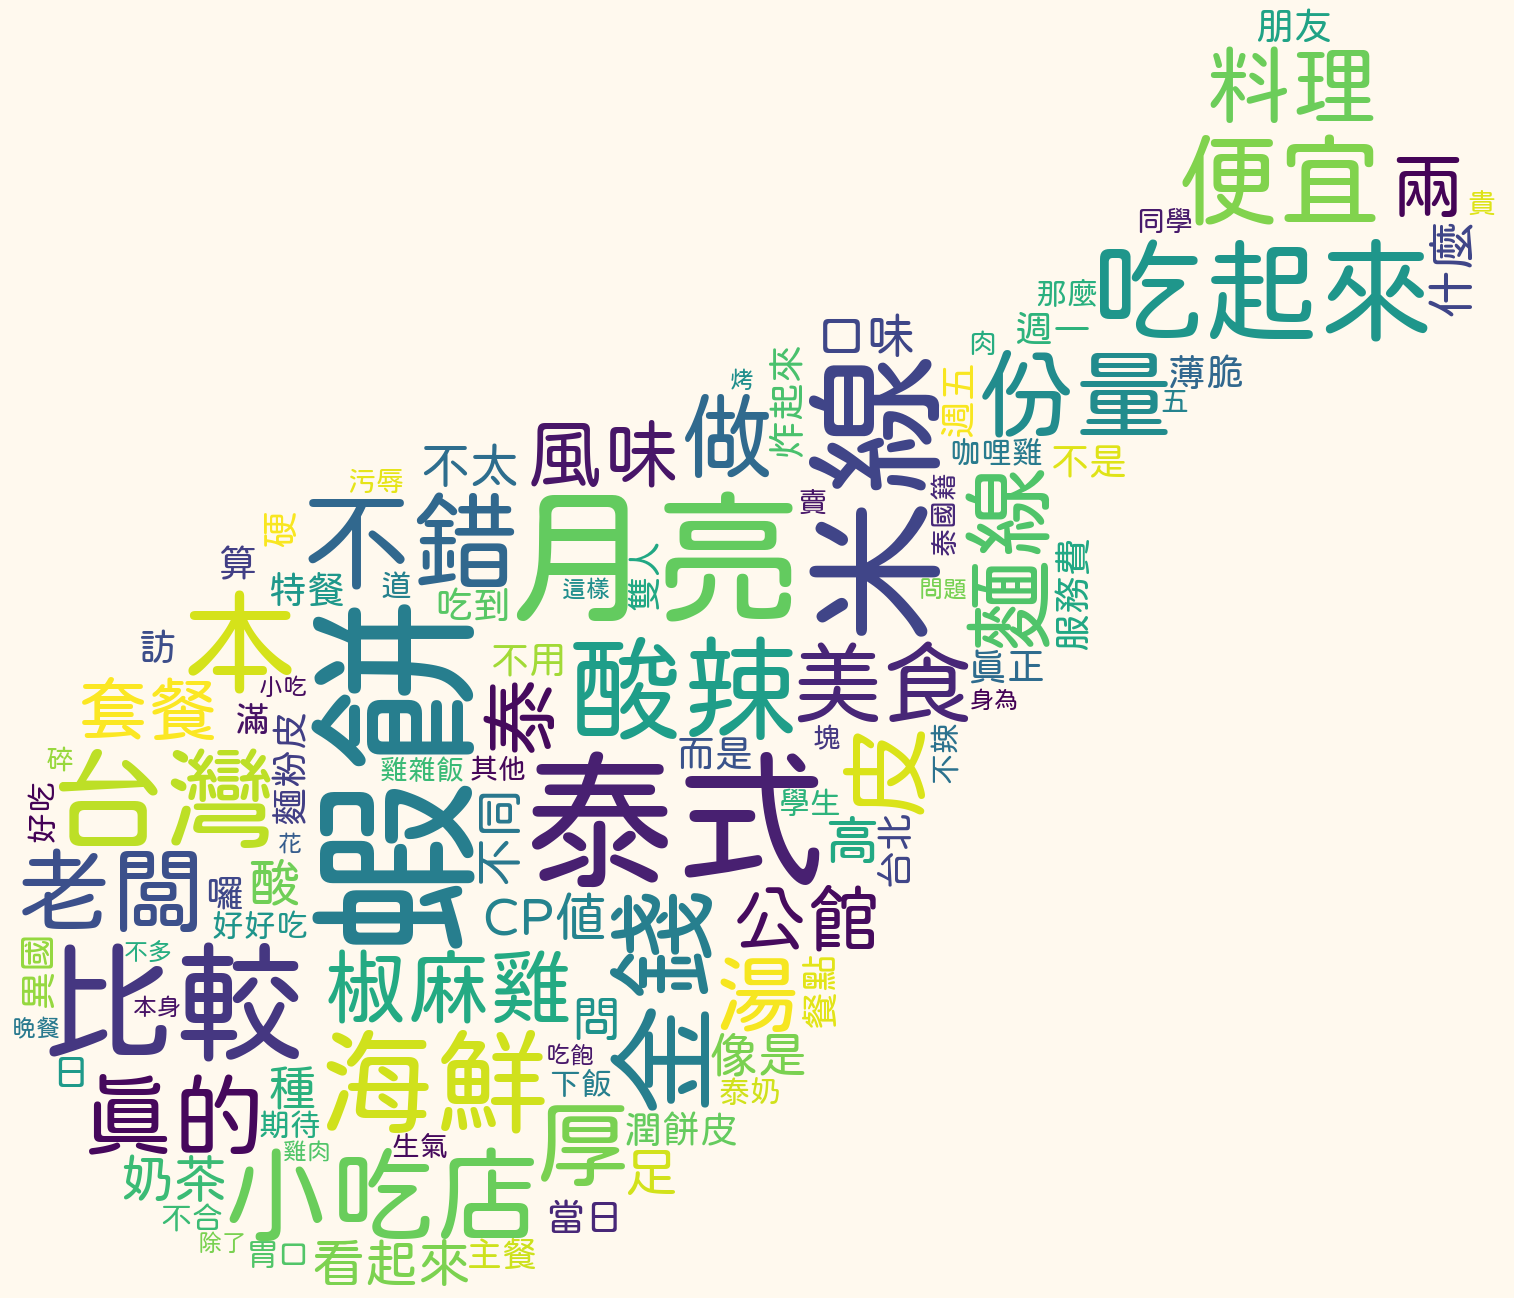 朋友
料理
便宜
兩
貴
同學
吃起來
什麼
那麼
週一
口味
肉
份量
薄脆
五
烤
炸起來
米線
週五
做
風味
不太
咖哩雞
不是
污辱
不錯
月亮
賣
泰國籍
麵線
硬
算
特餐
道
吃到
這樣
雙人
問題
服務費
本
蝦餅
訪
不用
酸辣
美食
真正
小吃
身為
套餐
滿
泰
塊
而是
皮
不辣
麵粉皮
碎
台灣
雞雜飯
其他
泰式
好吃
學生
不同
高
台北
花
老闆
囉
酸
好好吃
CP值
金錢
公館
異國
不多
比較
椒麻雞
湯
餐點
本身
晚餐
問
日
海鮮
吃飽
像是
下飯
泰奶
真的
種
期待
厚
潤餅皮
生氣
雞肉
奶茶
小吃店
足
不合
當日
除了
胃口
看起來
主餐